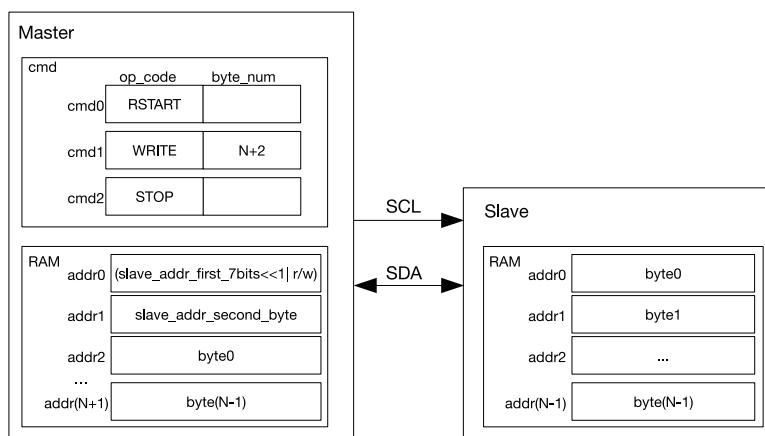 Master
cmd
op_code byte_num
cmd0 RSTART
cmd1 WRITE N+2
cmd2 STOP
RAM
addr0 (slave_addr_first_7bits<<1| r/w)
addr1 slave_addr_second_byte
addr2 byte0
...
addr(N+1) byte(N-1)
SCL
SDA
Slave
RAM
addr0 byte0
addr1 byte1
addr2 ...
addr(N-1) byte(N-1)